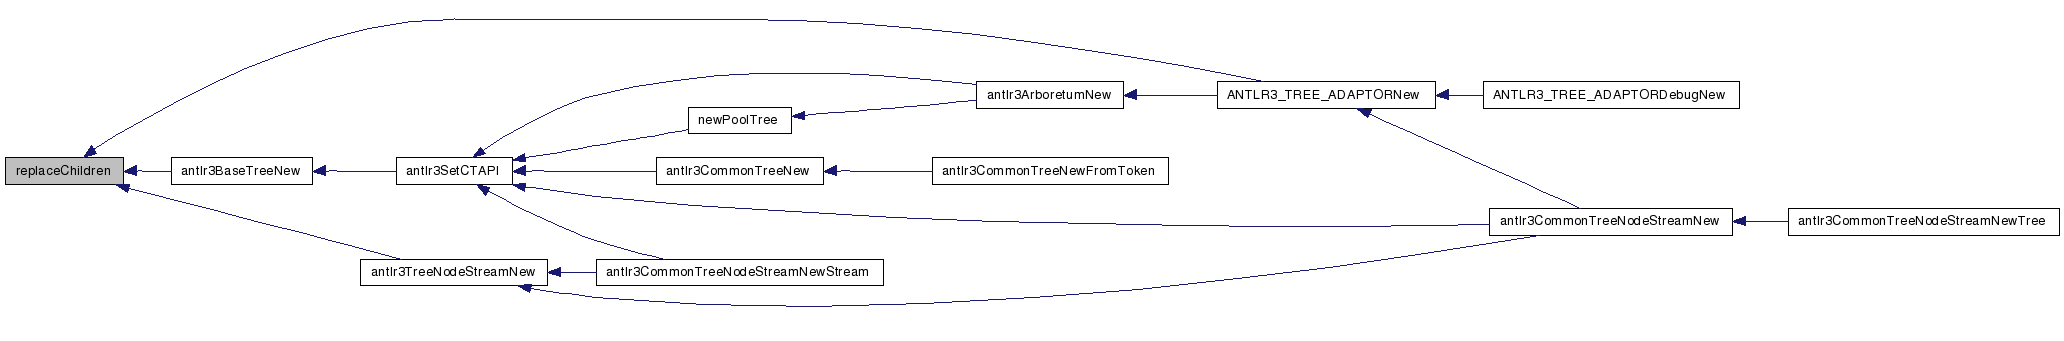 antlr3ArboretumNew
ANTLR3_TREE_ADAPTORNew
ANTLR3_TREE_ADAPTORDebugNew
newPoolTree
replaceChildren
antlr3BaseTreeNew
antlr3SetCTAPI
antlr3CommonTreeNew
antlr3CommonTreeNewFromToken
antlr3CommonTreeNodeStreamNew
antlr3CommonTreeNodeStreamNewTree
antlr3TreeNodeStreamNew
antlr3CommonTreeNodeStreamNewStream